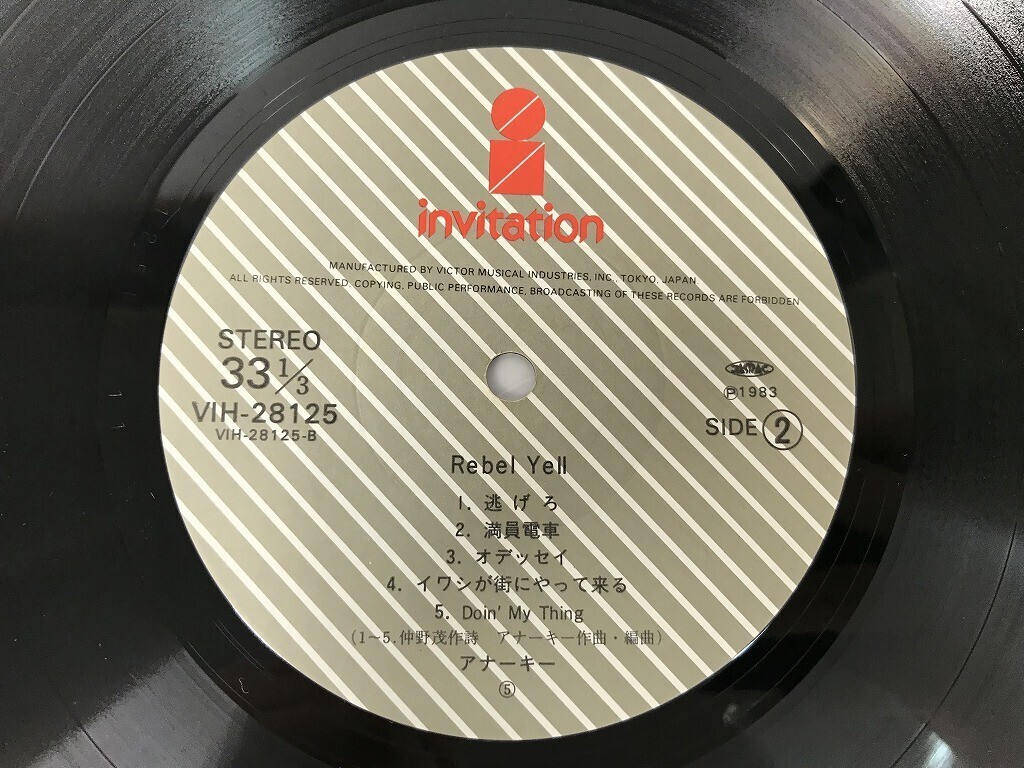 invitation
MANUFACTURED BY VICTOR MUSICAL INDUSTRIES, INC., TOKYO, JAPAN
ALL RIGHTS RESERVED, COPYING, PUBLIC PERFORMANCE, BROADCASTING OF THESE RECORDS ARE FORBIDDEN
STEREO
33 1/3
VIH-28125
VIH-28125-B
JASRAC
Ⓟ1983
SIDE ②
Rebel Yell
1. 逃げろ
2. 満員電車
3. オデッセイ
4. イワシが街にやって来る
5. Doin' My Thing
(1〜5. 仲野茂作詩 アナーキー作曲・編曲)
アナーキー
⑤